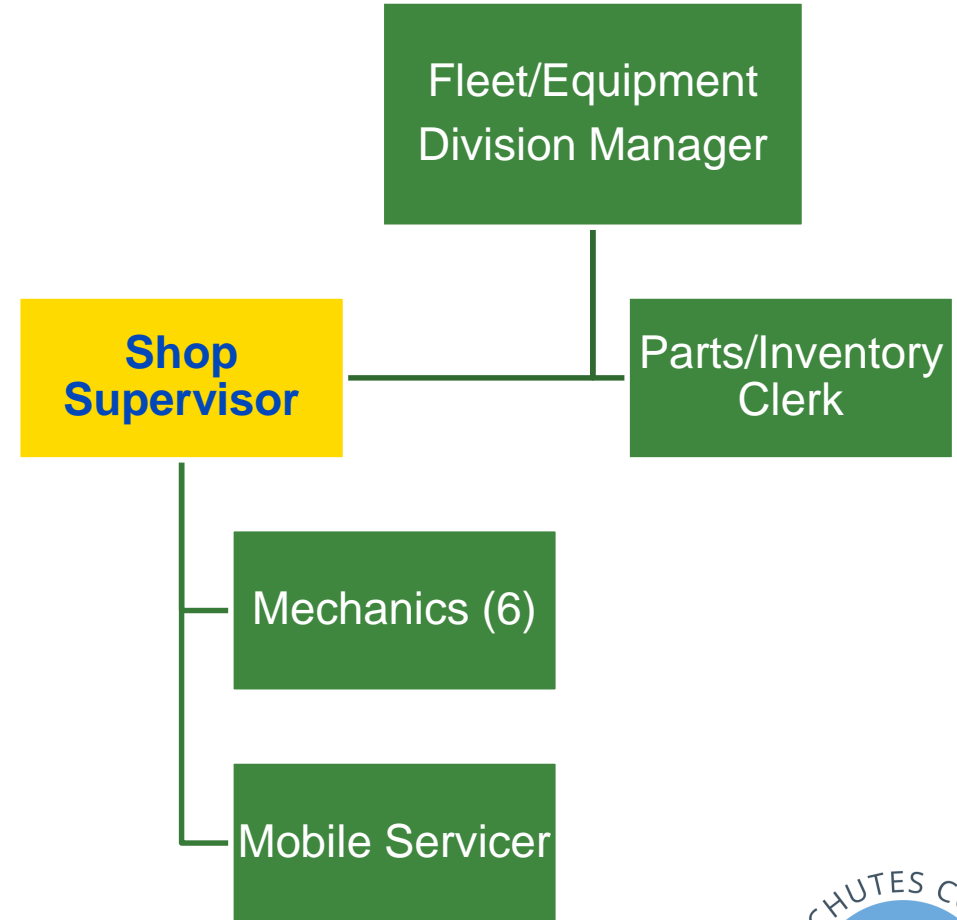 Fleet/Equipment
Division Manager
Shop
Supervisor
Parts/Inventory
Clerk
Mechanics (6)
Mobile Servicer